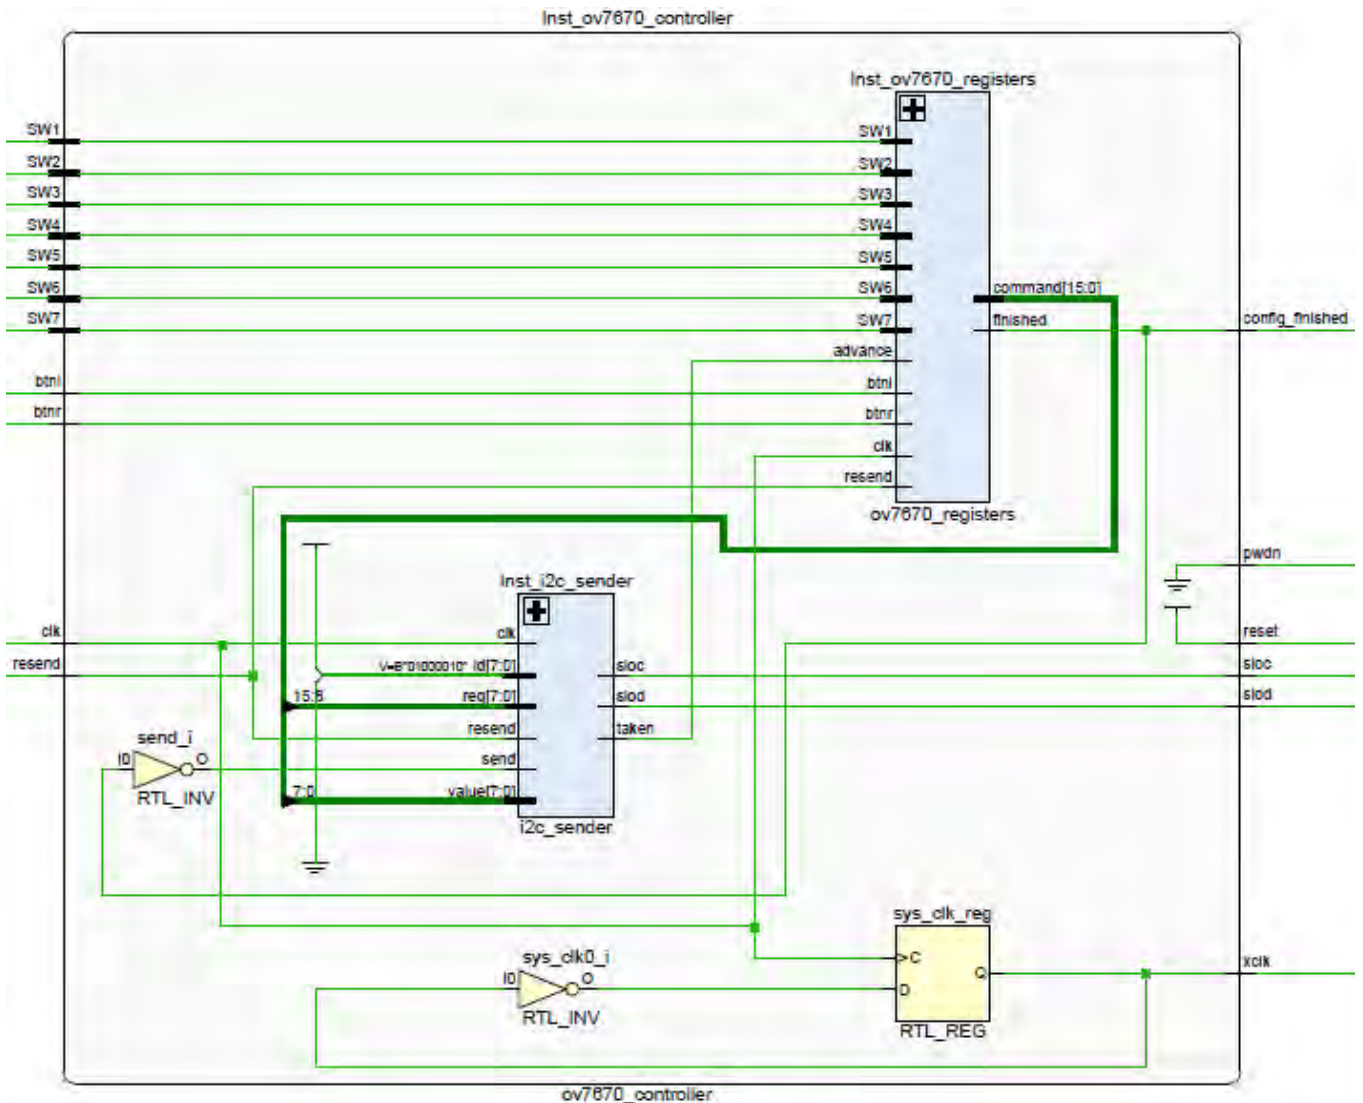 Inst_ov7670_controller
Inst_ov7670_registers
SW1
SW1
SW2
SW2
SW3
SW3
SW4
SW4
SW5
SW5
SW6
SW6
command[15:0]
SW7
SW7
finished
config_finished
advance
btnl
btnl
btnr
btnr
clk
resend
ov7670_registers
pwdn
Inst_i2c_sender
clk
clk
reset
resend
V=B"01000010" id[7:0]
sioc
sioc
15:8
reg[7:0]
siod
siod
resend
taken
send_i
I0
O
send
RTL_INV
7:0
value[7:0]
i2c_sender
sys_clk_reg
sys_clk0_i
C
xclk
I0
O
Q
D
RTL_INV
RTL_REG
ov7670_controller